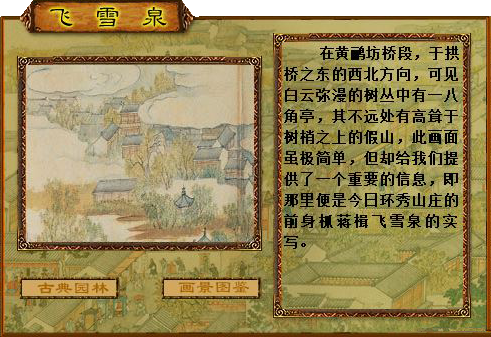 飞雪泉
在黄鹂坊桥段，于拱
桥之东的西北方向，可见
白云弥漫的树丛中有一八
角亭，其不远处有高耸于
树梢之上的假山，此画面
虽极简单，但却给我们提
供了一个重要的信息，即
那里便是今日环秀山庄的
前身蒋楫飞雪泉的实
写。
古典园林
画景图鉴